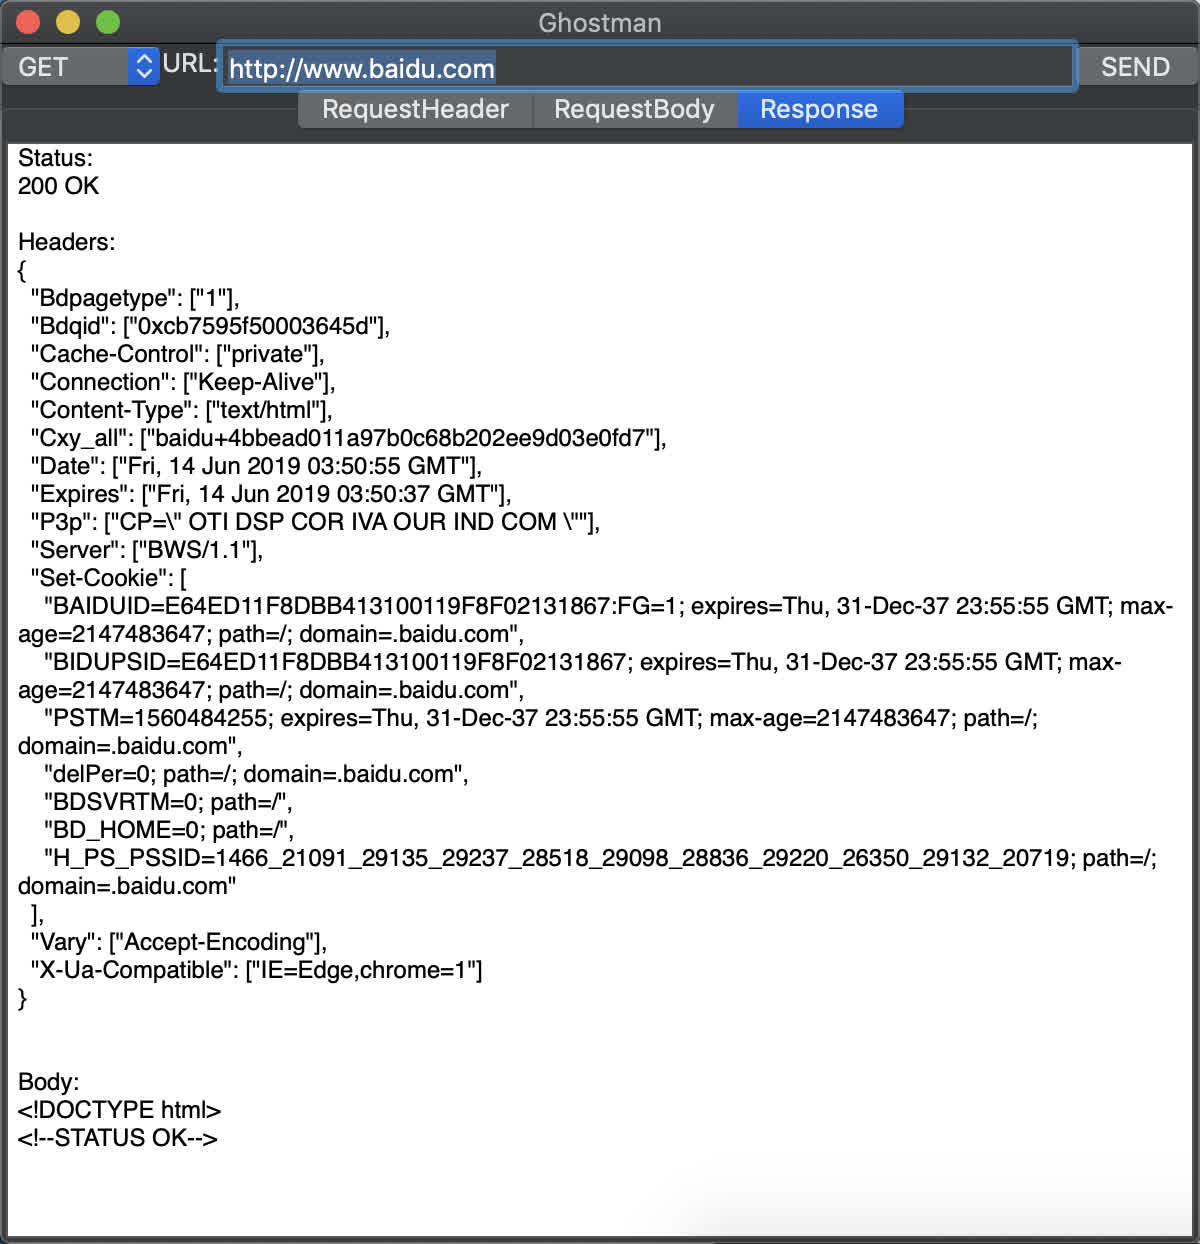 Ghostman
GET URL: http://www.baidu.com SEND
RequestHeader RequestBody Response
Status:
200 OK
Headers:
{
"Bdpagetype": ["1"],
"Bdqid": ["0xcb7595f50003645d"],
"Cache-Control": ["private"],
"Connection": ["Keep-Alive"],
"Content-Type": ["text/html"],
"Cxy_all": ["baidu+4bbead011a97b0c68b202ee9d03e0fd7"],
"Date": ["Fri, 14 Jun 2019 03:50:55 GMT"],
"Expires": ["Fri, 14 Jun 2019 03:50:37 GMT"],
"P3p": ["CP=\" OTI DSP COR IVA OUR IND COM \""],
"Server": ["BWS/1.1"],
"Set-Cookie": [
"BAIDUID=E64ED11F8DBB413100119F8F02131867:FG=1; expires=Thu, 31-Dec-37 23:55:55 GMT; max-
age=2147483647; path=/; domain=.baidu.com",
"BIDUPSID=E64ED11F8DBB413100119F8F02131867; expires=Thu, 31-Dec-37 23:55:55 GMT; max-
age=2147483647; path=/; domain=.baidu.com",
"PSTM=1560484255; expires=Thu, 31-Dec-37 23:55:55 GMT; max-age=2147483647; path=/;
domain=.baidu.com",
"delPer=0; path=/; domain=.baidu.com",
"BDSVRTM=0; path=/",
"BD_HOME=0; path=/",
"H_PS_PSSID=1466_21091_29135_29237_28518_29098_28836_29220_26350_29132_20719; path=/;
domain=.baidu.com"
],
"Vary": ["Accept-Encoding"],
"X-Ua-Compatible": ["IE=Edge,chrome=1"]
}
Body:
<!DOCTYPE html>
<!--STATUS OK-->